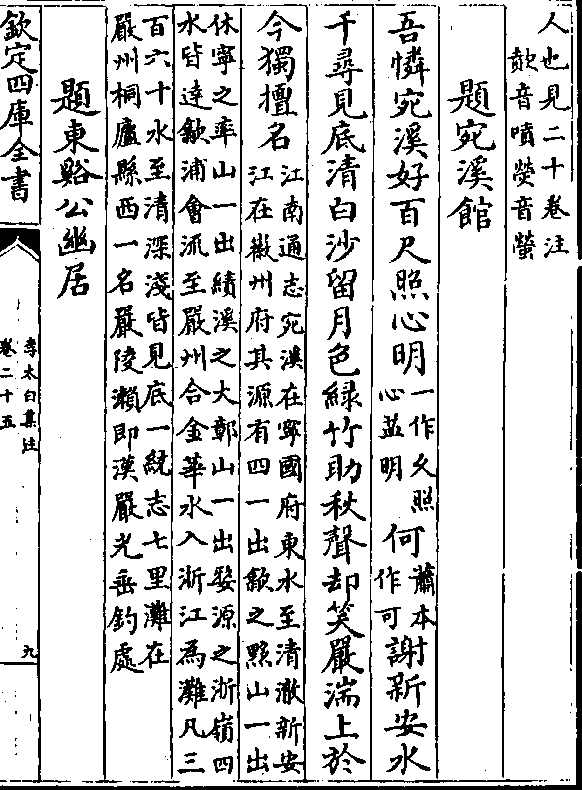 人也見二十卷注
歕音噴熒音螢
題宛溪館
吾憐宛溪好百尺照心明一作久照心益明何蕭本作可謝新安水
千尋見底清白沙留月色綠竹助秋聲却笑嚴湍上於
今獨擅名江南通志宛溪在寧國府東水至清澈新安
江在徽州府其源有四一出歙之黟山一出
休寧之率山一出績溪之大鄣山一出婺源之浙嶺四
水皆達歙浦會流至嚴州合金華水入浙江為灘凡三
百六十水至清深淺皆見底一統志七里灘在
嚴州桐廬縣西一名嚴陵瀨即漢嚴光垂釣處
題東谿公幽居
欽定四庫全書
李太白集注
卷二十五
九